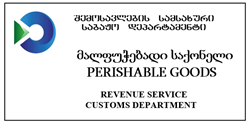 შემოსავლების სამსახური
საბაჟო დეპარტამენტი
მალფუჭებადი საქონელი
PERISHABLE GOODS
REVENUE SERVICE
CUSTOMS DEPARTMENT